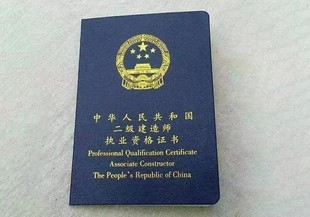 中华人民共和国
二级建造师
执业资格证书
Professional Qualification Certificate
Associate Constructor
The People's Republic of China